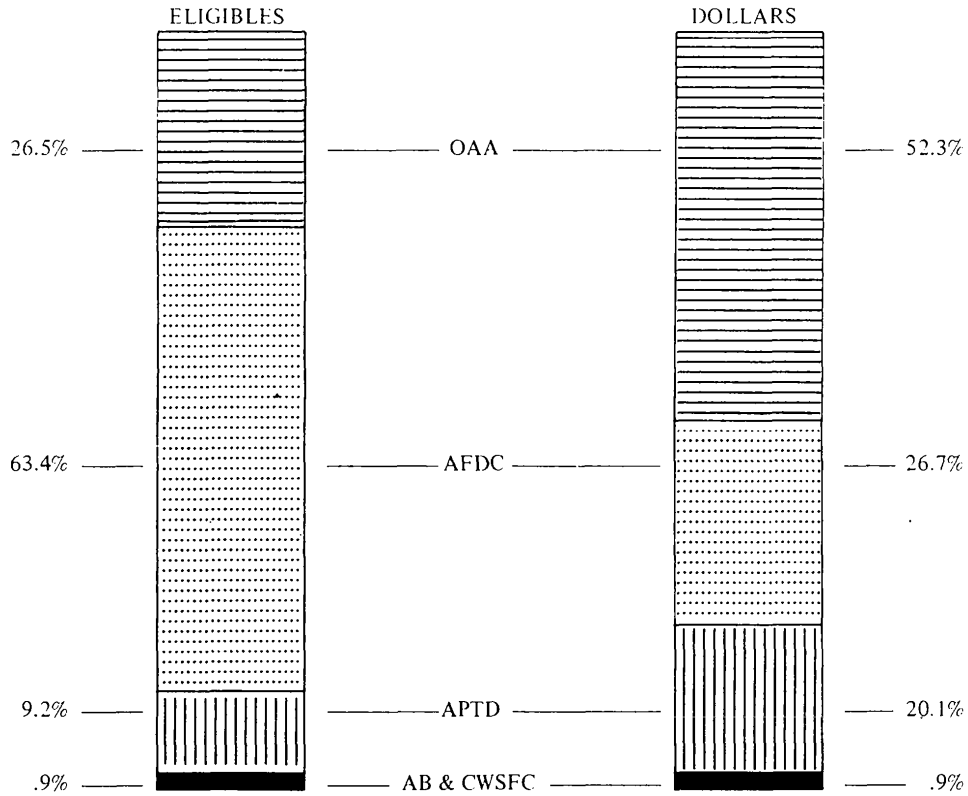 ELIGIBLES DOLLARS
26.5% OAA 52.3%
63.4% AFDC 26.7%
9.2% APTD 20.1%
.9% AB & CWSFC .9%